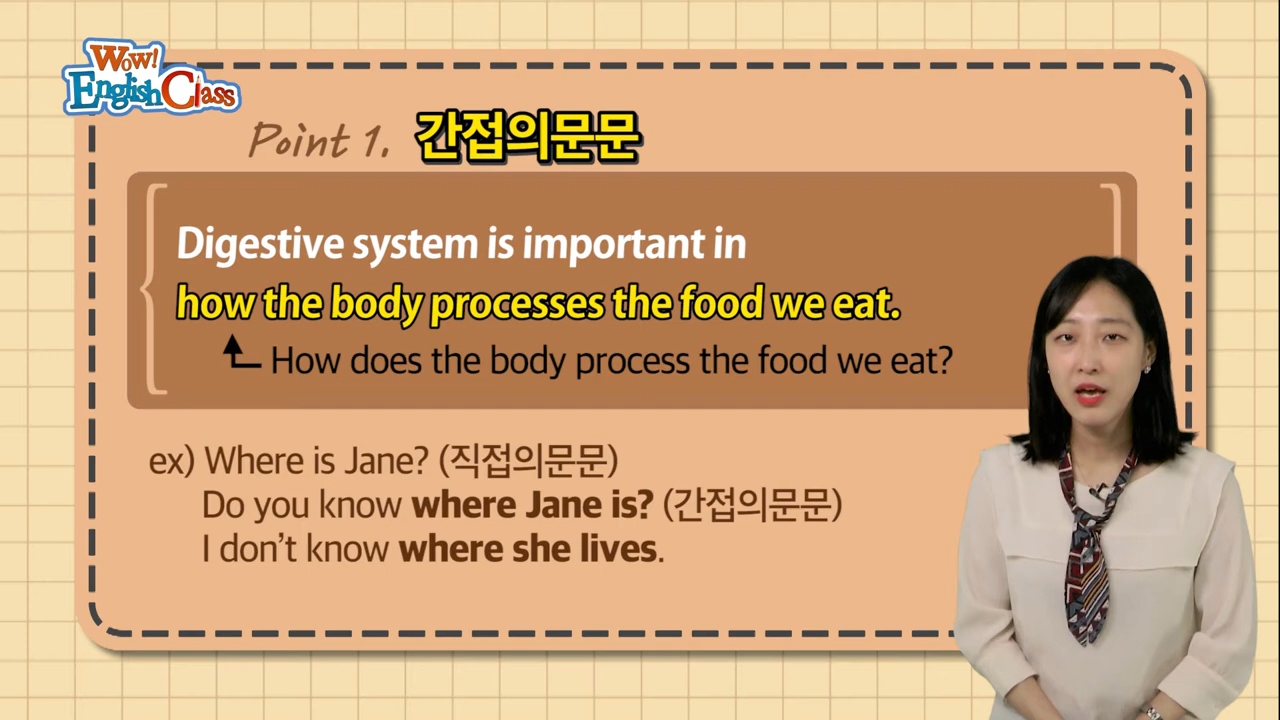 Wow!
English Class
Point 1. 간접의문문
Digestive system is important in
how the body processes the food we eat.
How does the body process the food we eat?
ex) Where is Jane? (직접의문문)
Do you know where Jane is? (간접의문문)
I don't know where she lives.